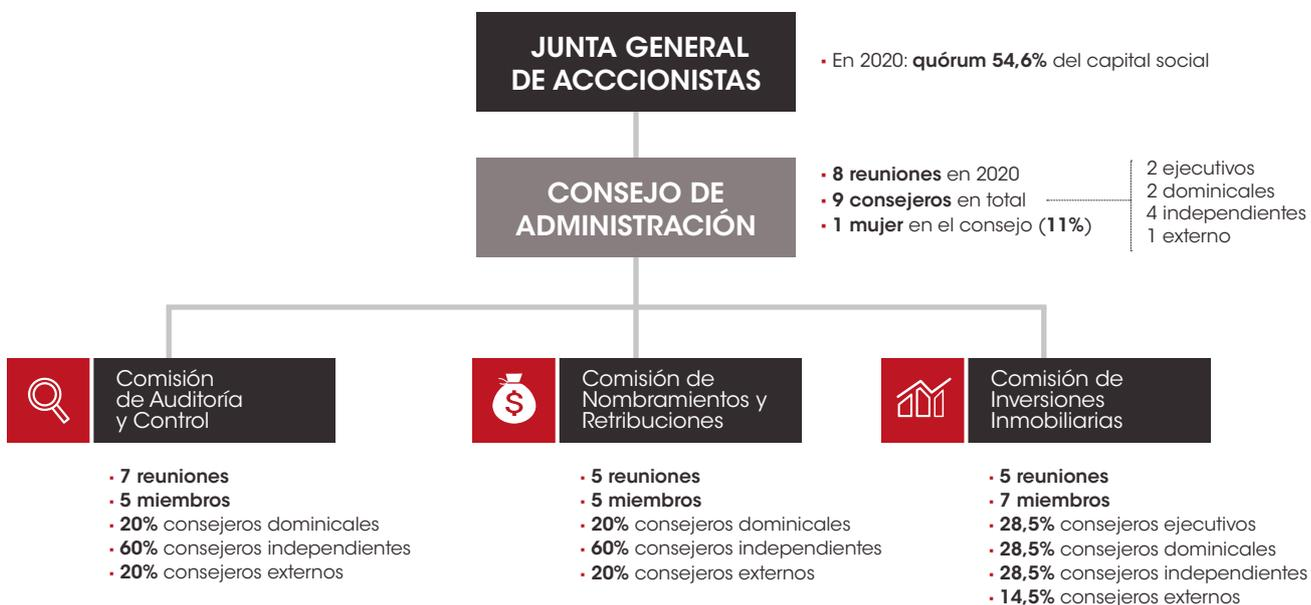 JUNTA GENERAL
DE ACCCIONISTAS
▪ En 2020: quórum 54,6% del capital social
CONSEJO DE
ADMINISTRACIÓN
▪ 8 reuniones en 2020
▪ 9 consejeros en total
▪ 1 mujer en el consejo (11%)
2 ejecutivos
2 dominicales
4 independientes
1 externo
Comisión
de Auditoría
y Control
▪ 7 reuniones
▪ 5 miembros
▪ 20% consejeros dominicales
▪ 60% consejeros independientes
▪ 20% consejeros externos
$
Comisión de
Nombramientos y
Retribuciones
▪ 5 reuniones
▪ 5 miembros
▪ 20% consejeros dominicales
▪ 60% consejeros independientes
▪ 20% consejeros externos
Comisión de
Inversiones
Inmobiliarias
▪ 5 reuniones
▪ 7 miembros
▪ 28,5% consejeros ejecutivos
▪ 28,5% consejeros dominicales
▪ 28,5% consejeros independientes
▪ 14,5% consejeros externos